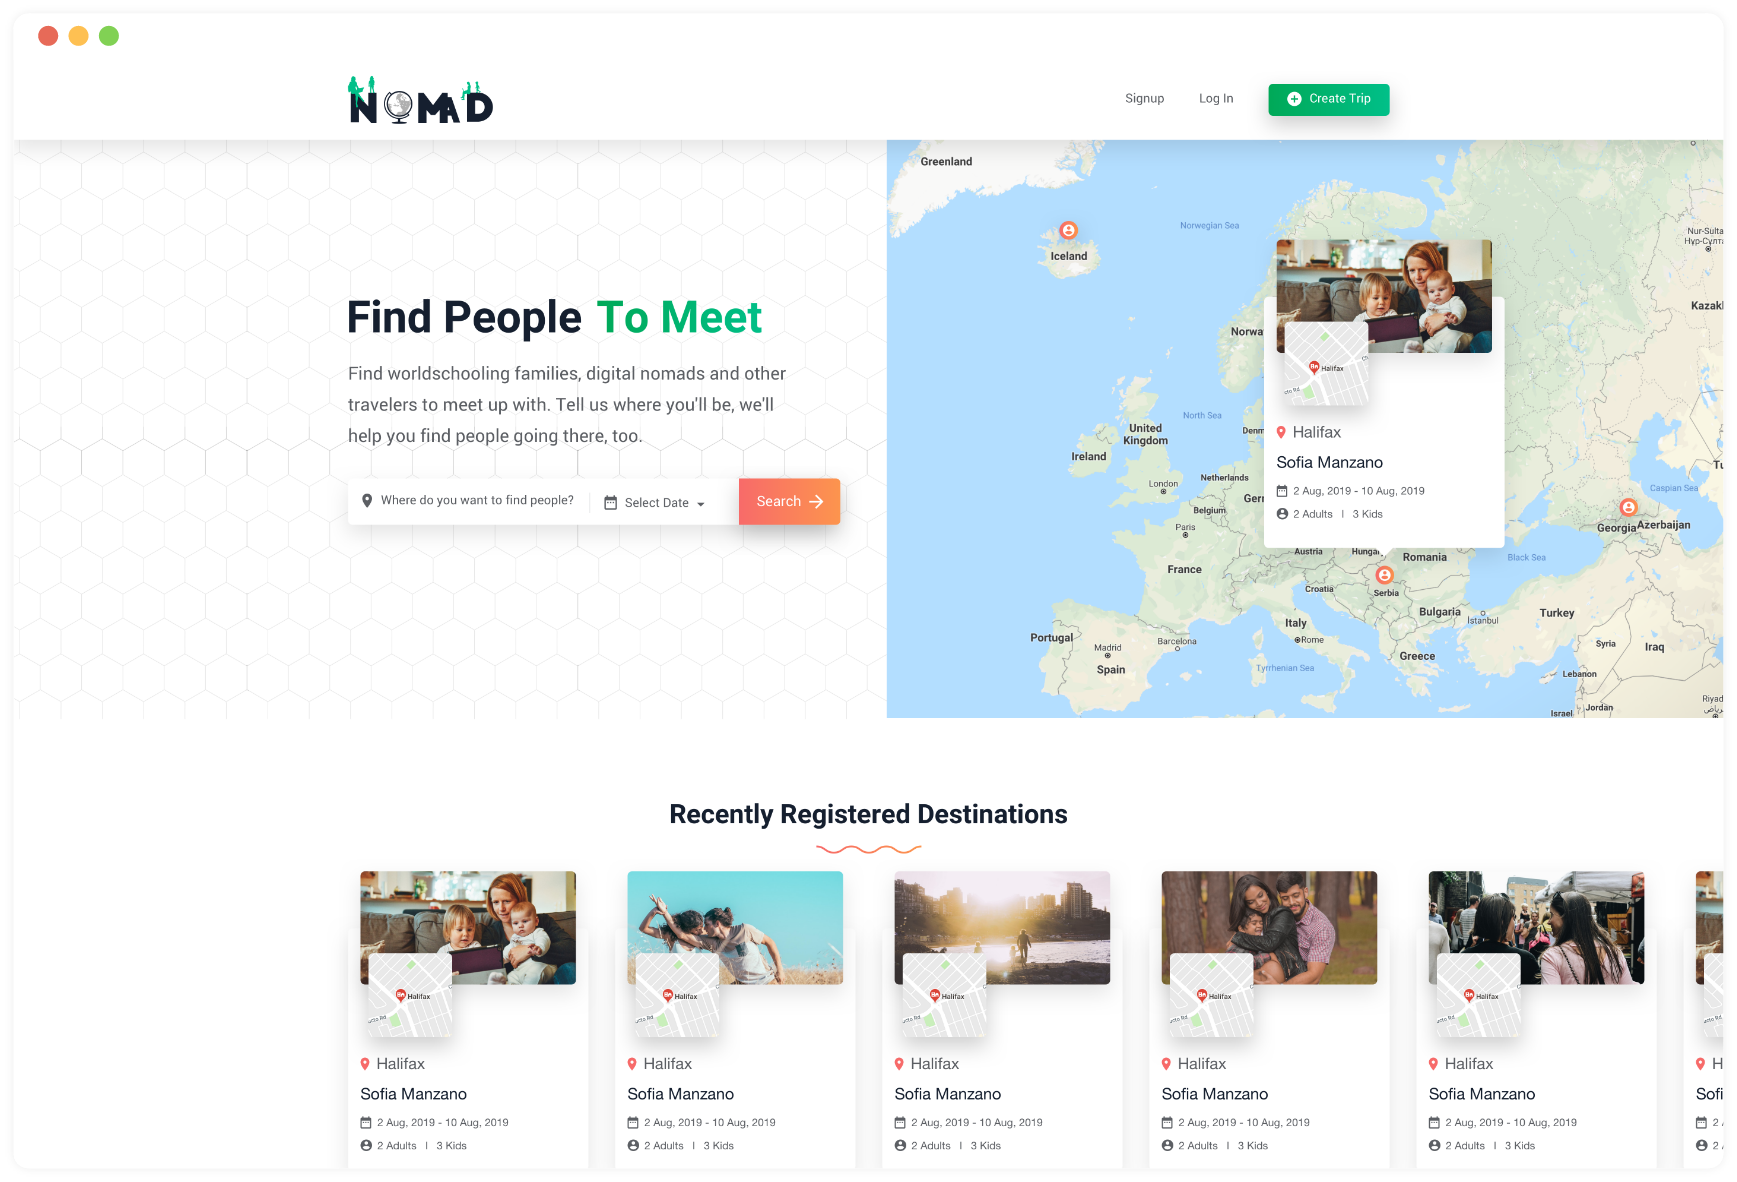 NOMAD
Signup
Log In
Create Trip
Find People To Meet
Find worldschooling families, digital nomads and other
travelers to meet up with. Tell us where you'll be, we'll
help you find people going there, too.
Where do you want to find people?
Select Date
Search
Greenland
Norwegian Sea
Iceland
Nur-Sulta
Нур-Султа
Kazak
Norwa
Halifax
North Sea
United
Kingdom
Denm
Ireland
Netherlands
London
Belgium
Ger
Paris
France
Halifax
Sofia Manzano
2 Aug, 2019 - 10 Aug, 2019
2 Adults | 3 Kids
Caspian Sea
Georgia
Azerbaijan
Tu
Austria
Hungar
Romania
Black Sea
Croatia
Serbia
Bulgaria
Istanbul
Turkey
Italy
Rome
Portugal
Madrid
Barcelona
Spain
Tyrrhenian Sea
Greece
Syria
Iraq
Lebanon
Israel
Jordan
Riyad
Recently Registered Destinations
Halifax
Halifax
Sofia Manzano
2 Aug, 2019 - 10 Aug, 2019
2 Adults | 3 Kids
Halifax
Halifax
Sofia Manzano
2 Aug, 2019 - 10 Aug, 2019
2 Adults | 3 Kids
Halifax
Halifax
Sofia Manzano
2 Aug, 2019 - 10 Aug, 2019
2 Adults | 3 Kids
Halifax
Halifax
Sofia Manzano
2 Aug, 2019 - 10 Aug, 2019
2 Adults | 3 Kids
Halifax
Halifax
Sofia Manzano
2 Aug, 2019 - 10 Aug, 2019
2 Adults | 3 Kids
H
Sofi
2
2